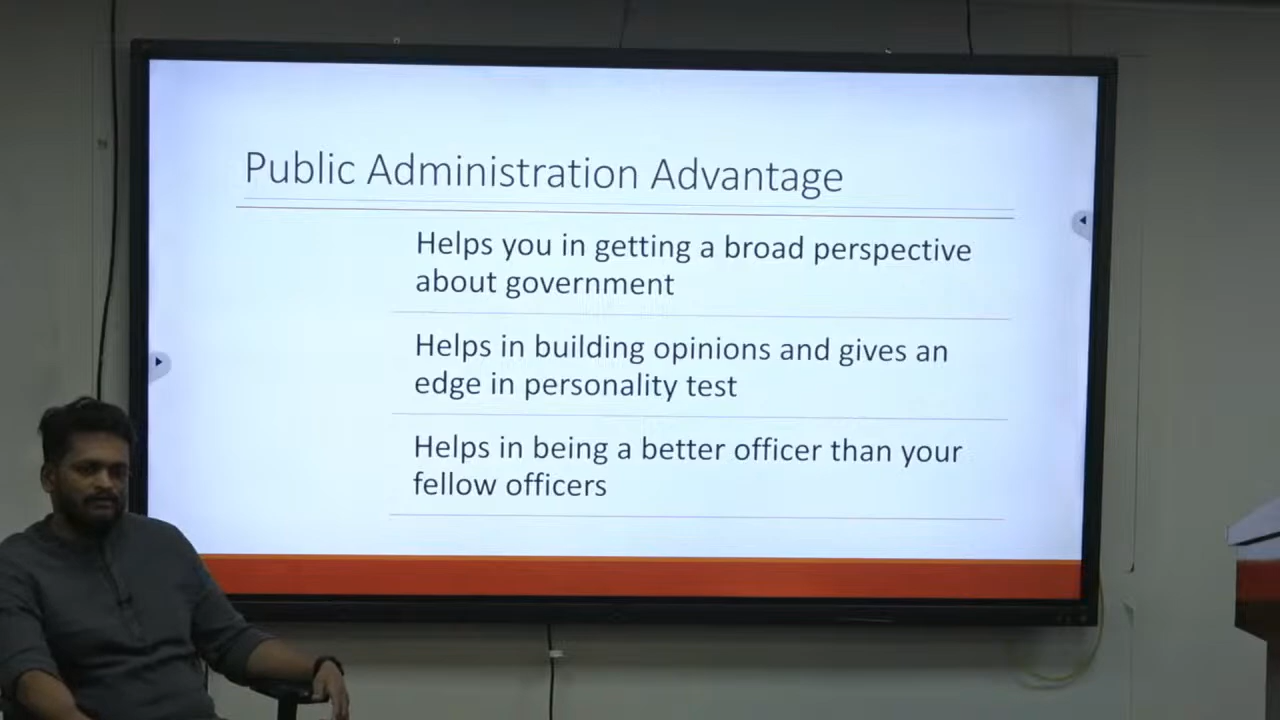 Public Administration Advantage
Helps you in getting a broad perspective
about government
Helps in building opinions and gives an
edge in personality test
Helps in being a better officer than your
fellow officers